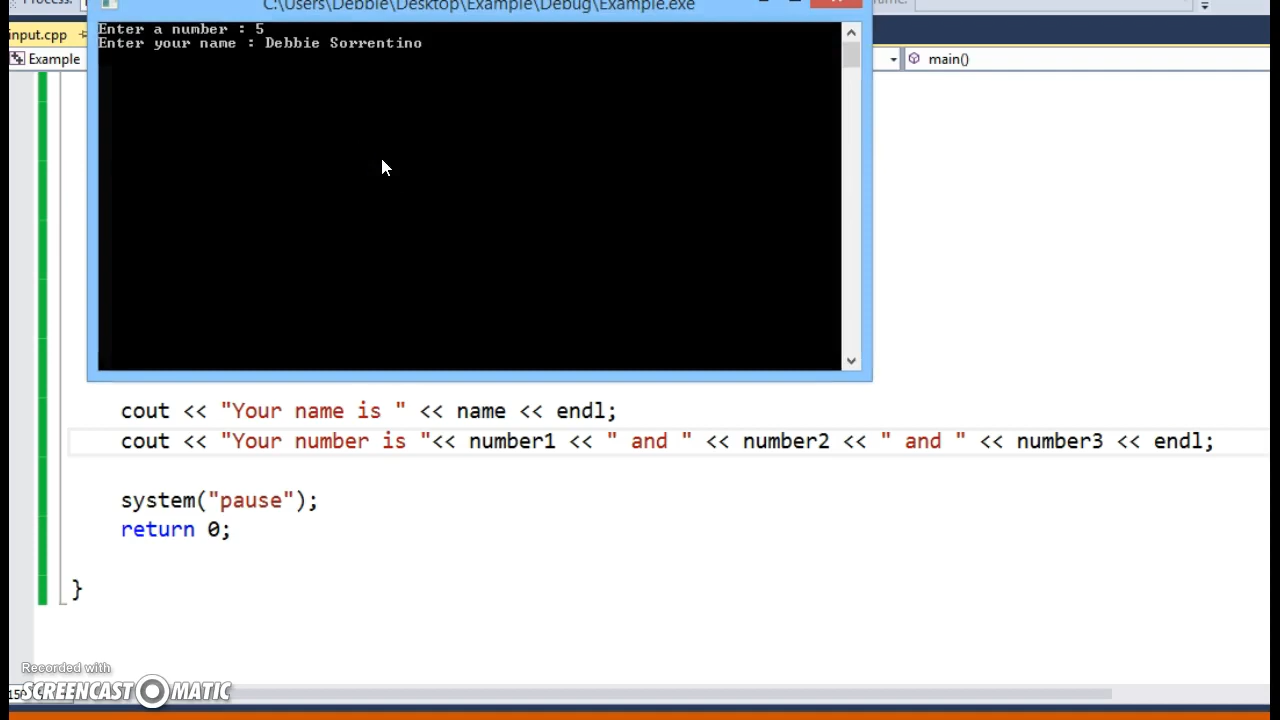 C:\Users\Debbie\Desktop\Example\Debug\Example.exe
Enter a number : 5
input.cpp
Enter your name : Debbie Sorrentino
Example
main()
cout << "Your name is " << name << endl;
cout << "Your number is "<< number1 << " and " << number2 << " and " << number3 << endl;
system("pause");
return 0;
}
Recorded with
SCREENCAST MATIC